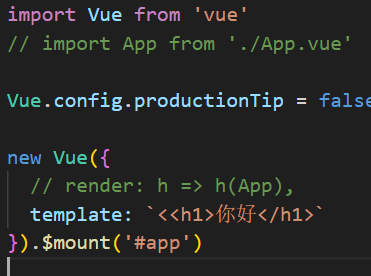 import Vue from 'vue'
// import App from './App.vue'
Vue.config.productionTip = false
new Vue({
// render: h => h(App),
template: `<<h1>你好</h1>`
}).$mount('#app')